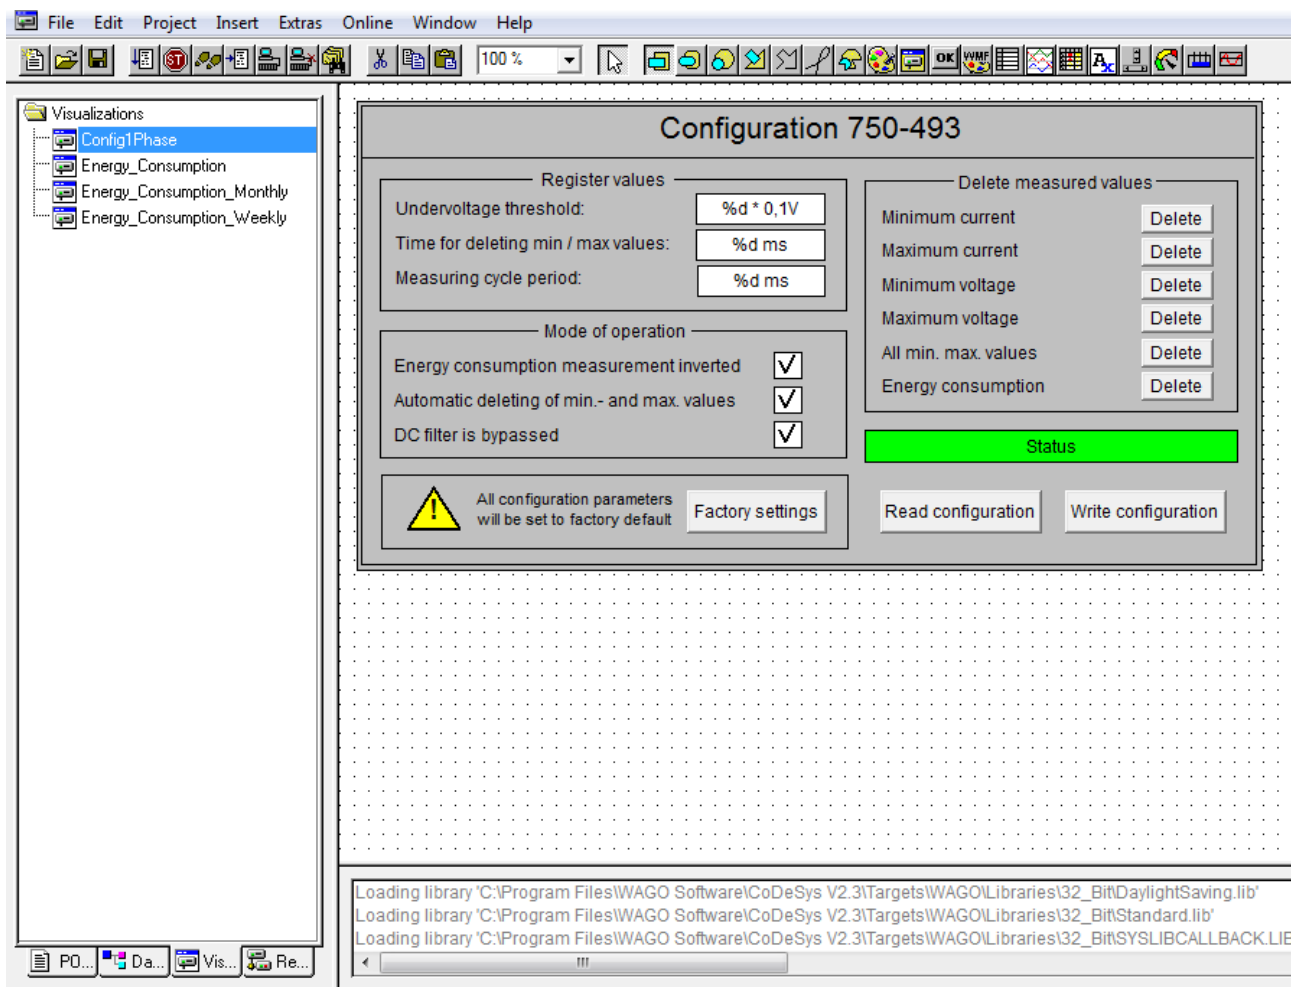 File Edit Project Insert Extras Online Window Help
100 %
OK WMF
Visualizations
Config1Phase
Energy_Consumption
Energy_Consumption_Monthly
Energy_Consumption_Weekly
PO... Da... Vis... Re...
Configuration 750-493
Register values
Undervoltage threshold: %d * 0,1V
Time for deleting min / max values: %d ms
Measuring cycle period: %d ms
Mode of operation
Energy consumption measurement inverted
Automatic deleting of min.- and max. values
DC filter is bypassed
All configuration parameters
will be set to factory default
Factory settings
Delete measured values
Minimum current Delete
Maximum current Delete
Minimum voltage Delete
Maximum voltage Delete
All min. max. values Delete
Energy consumption Delete
Status
Read configuration Write configuration
Loading library 'C:\Program Files\WAGO Software\CoDeSys V2.3\Targets\WAGO\Libraries\32_Bit\DaylightSaving.lib'
Loading library 'C:\Program Files\WAGO Software\CoDeSys V2.3\Targets\WAGO\Libraries\32_Bit\Standard.lib'
Loading library 'C:\Program Files\WAGO Software\CoDeSys V2.3\Targets\WAGO\Libraries\32_Bit\SYSLIBCALLBACK.LIB